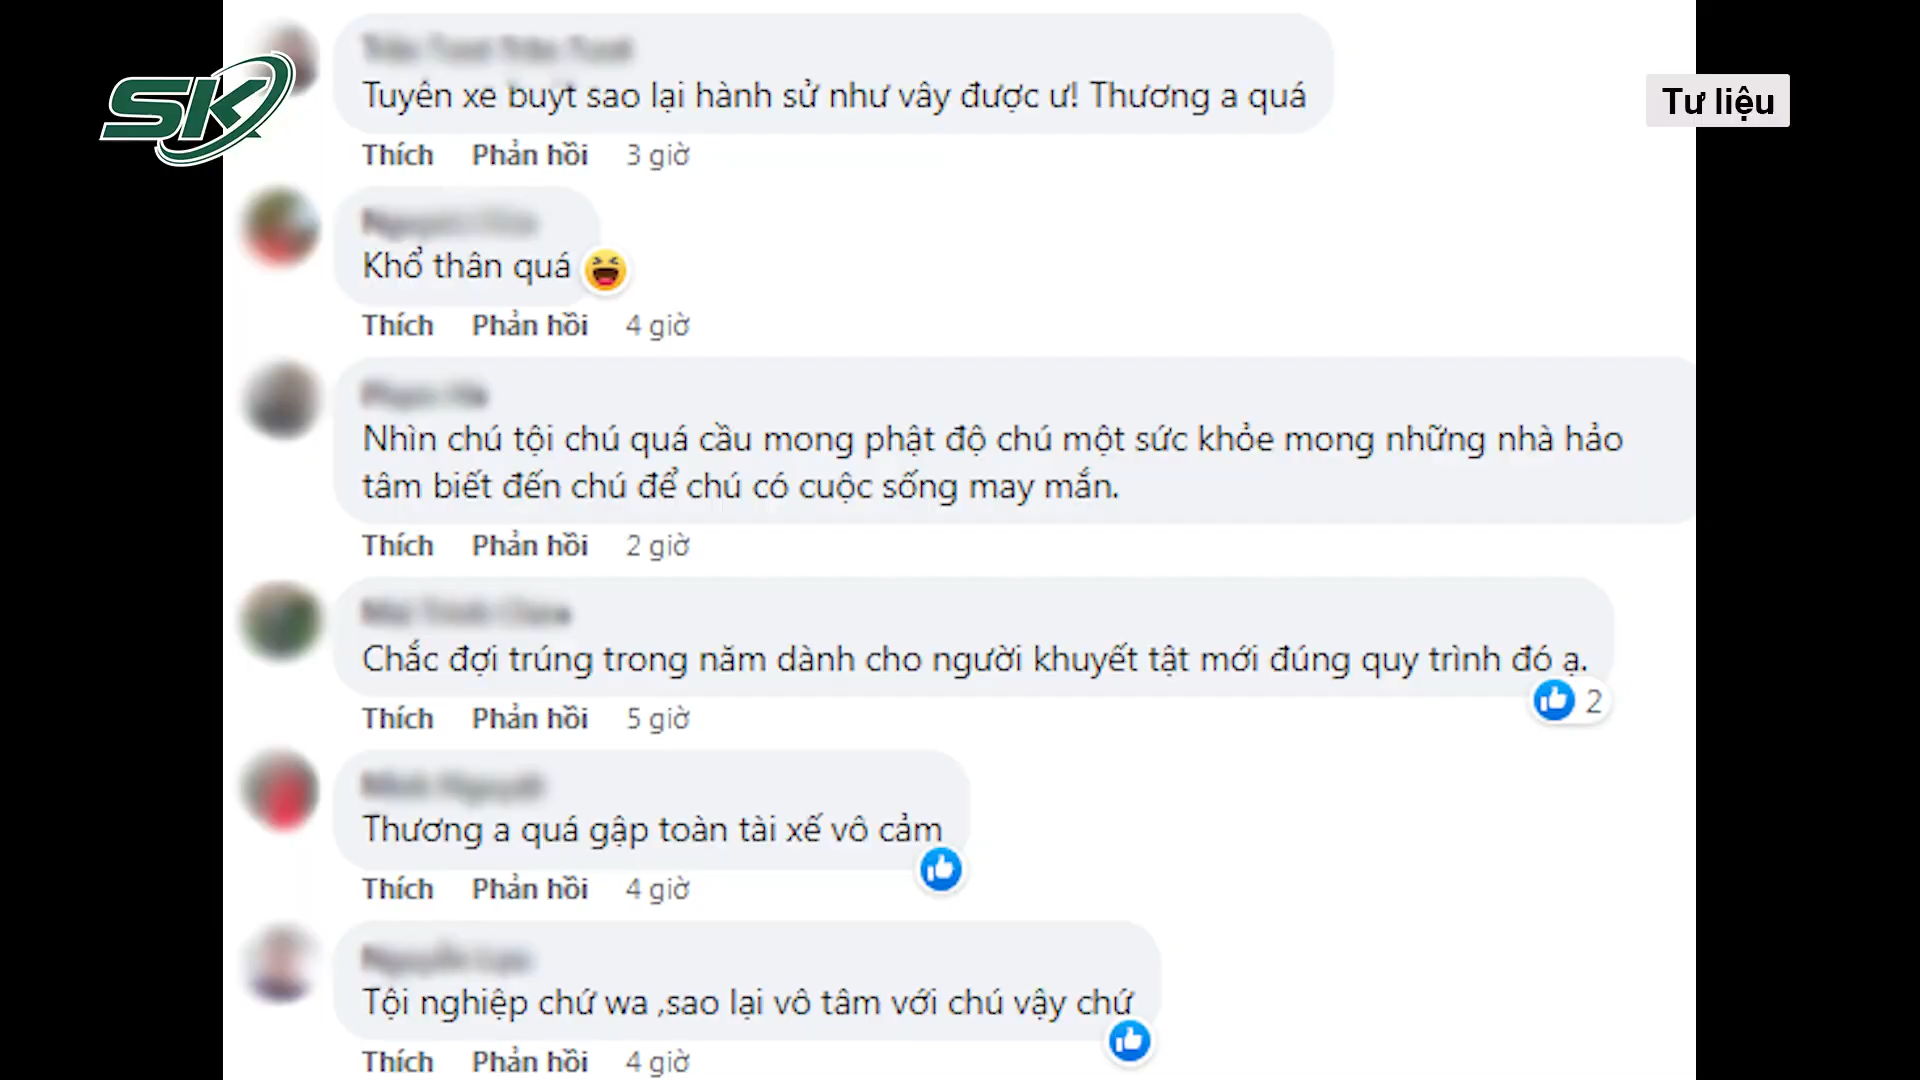 SK
Tư liệu
Tuyên xe buýt sao lại hành sử như vây được ư! Thương a quá
Thích Phản hồi 3 giờ
Khổ thân quá
Thích Phản hồi 4 giờ
Nhìn chú tội chú quá cầu mong phật độ chú một sức khỏe mong những nhà hảo
tâm biết đến chú để chú có cuộc sống may mắn.
Thích Phản hồi 2 giờ
Chắc đợi trúng trong năm dành cho người khuyết tật mới đúng quy trình đó ạ.
2
Thích Phản hồi 5 giờ
Thương a quá gập toàn tài xế vô cảm
Thích Phản hồi 4 giờ
Tội nghiệp chứ wa ,sao lại vô tâm với chú vậy chứ
Thích Phản hồi 4 giờ